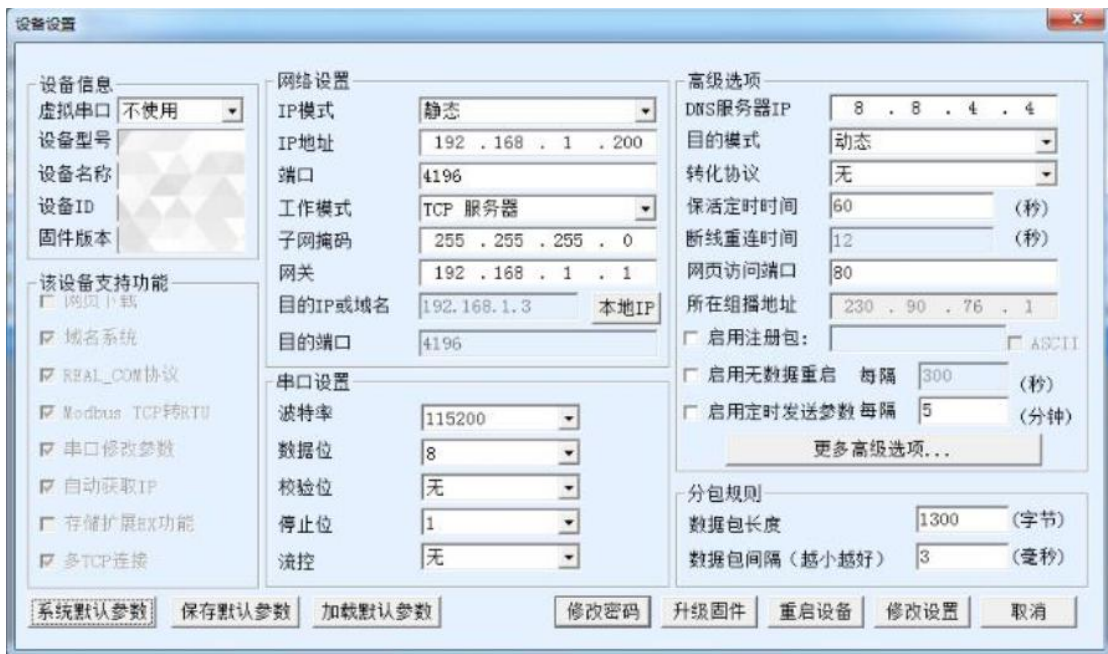 设备设置
设备信息
虚拟串口 不使用
设备型号
设备名称
设备ID
固件版本
该设备支持功能
网页下载
域名系统
REAL_COM协议
Modbus TCP转RTU
串口修改参数
自动获取IP
存储扩展EX功能
多TCP连接
网络设置
IP模式 静态
IP地址 192 . 168 . 1 . 200
端口 4196
工作模式 TCP 服务器
子网掩码 255 . 255 . 255 . 0
网关 192 . 168 . 1 . 1
目的IP或域名 192.168.1.3 本地IP
目的端口 4196
串口设置
波特率 115200
数据位 8
校验位 无
停止位 1
流控 无
高级选项
DNS服务器IP 8 . 8 . 4 . 4
目的模式 动态
转化协议 无
保活定时时间 60 (秒)
断线重连时间 12 (秒)
网页访问端口 80
所在组播地址 230 . 90 . 76 . 1
启用注册包: ASCII
启用无数据重启 每隔 300 (秒)
启用定时发送参数 每隔 5 (分钟)
更多高级选项...
分包规则
数据包长度 1300 (字节)
数据包间隔（越小越好） 3 (毫秒)
系统默认参数 保存默认参数 加载默认参数 修改密码 升级固件 重启设备 修改设置 取消